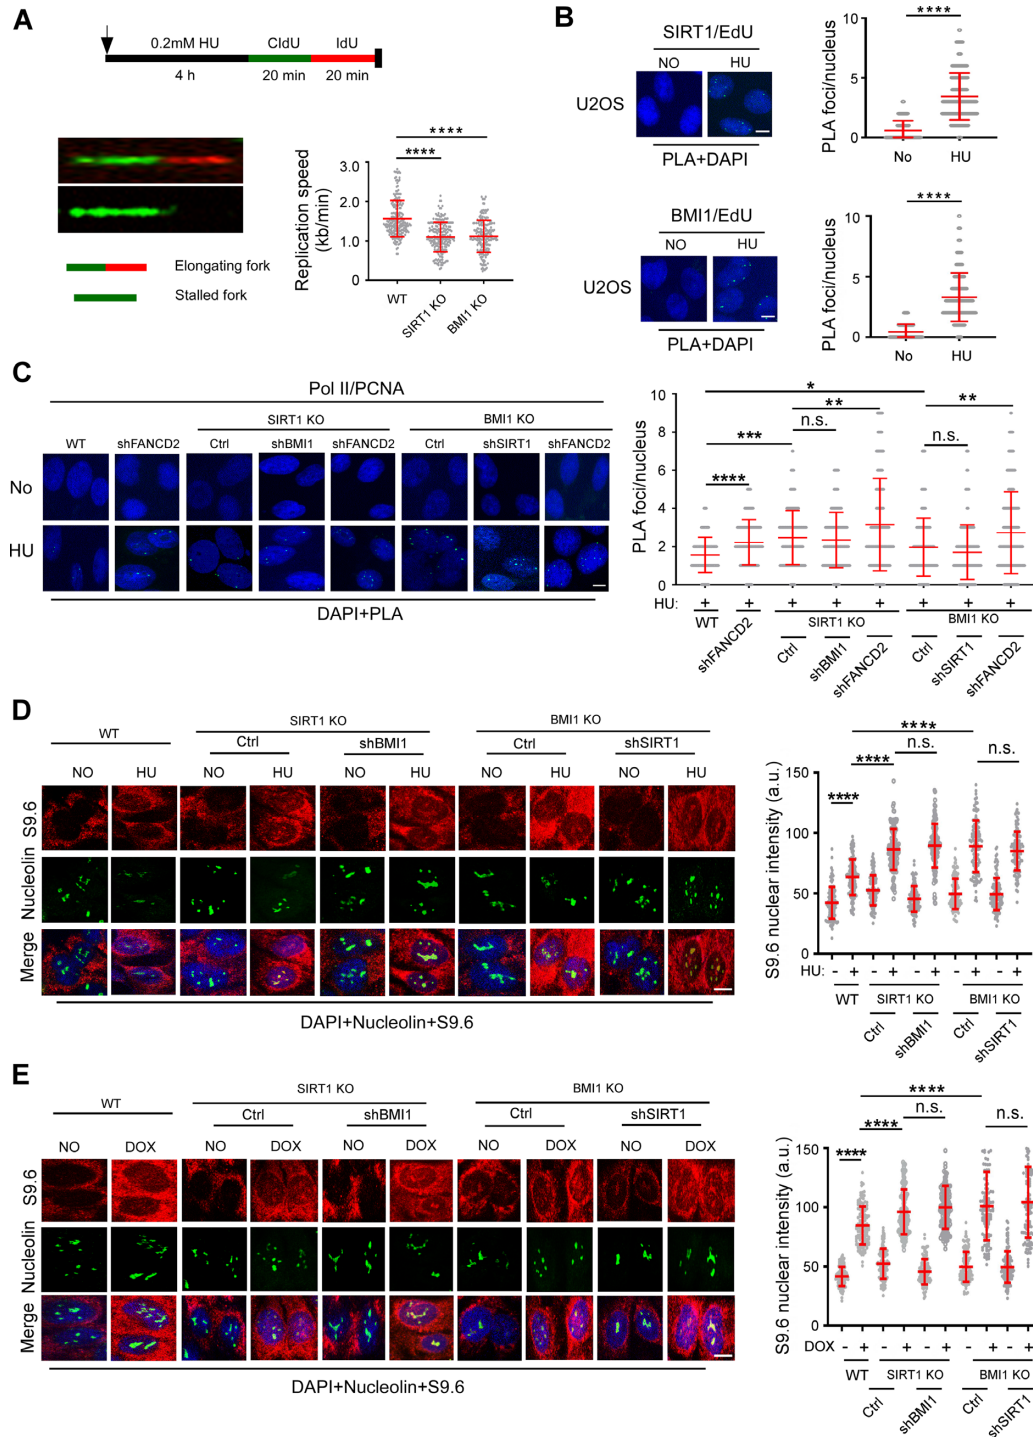 A
0.2mM HU
CldU
IdU
4 h
20 min
20 min
Elongating fork
Stalled fork
Replication speed
(kb/min)
3.0
2.0
1.0
0
****
****
WT
SIRT1 KO
BMI1 KO
B
SIRT1/EdU
NO
HU
U2OS
PLA+DAPI
PLA foci/nucleus
10
5
0
****
No
HU
BMI1/EdU
NO
HU
U2OS
PLA+DAPI
PLA foci/nucleus
10
5
0
****
No
HU
C
Pol II/PCNA
SIRT1 KO
BMI1 KO
WT
shFANCD2
Ctrl
shBMI1
shFANCD2
Ctrl
shSIRT1
shFANCD2
No
HU
DAPI+PLA
PLA foci/nucleus
10
8
6
4
2
0
*
**
**
***
n.s.
n.s.
****
HU:
+ + + + + + + +
WT
shFANCD2
SIRT1 KO
Ctrl
shBMI1
shFANCD2
BMI1 KO
Ctrl
shSIRT1
shFANCD2
D
WT
SIRT1 KO
BMI1 KO
Ctrl
shBMI1
Ctrl
shSIRT1
NO HU NO HU NO HU NO HU NO HU
S9.6
Nucleolin
Merge
DAPI+Nucleolin+S9.6
S9.6 nuclear intensity (a.u.)
150
100
50
0
****
n.s.
n.s.
****
****
HU: - + - + - + - + - +
WT
SIRT1 KO
BMI1 KO
Ctrl
shBMI1
Ctrl
shSIRT1
E
WT
SIRT1 KO
BMI1 KO
Ctrl
shBMI1
Ctrl
shSIRT1
NO DOX NO DOX NO DOX NO DOX NO DOX
S9.6
Nucleolin
Merge
DAPI+Nucleolin+S9.6
S9.6 nuclear intensity (a.u.)
150
100
50
0
****
n.s.
n.s.
****
****
DOX - + - + - + - + - +
WT
SIRT1 KO
BMI1 KO
Ctrl
shBMI1
Ctrl
shSIRT1